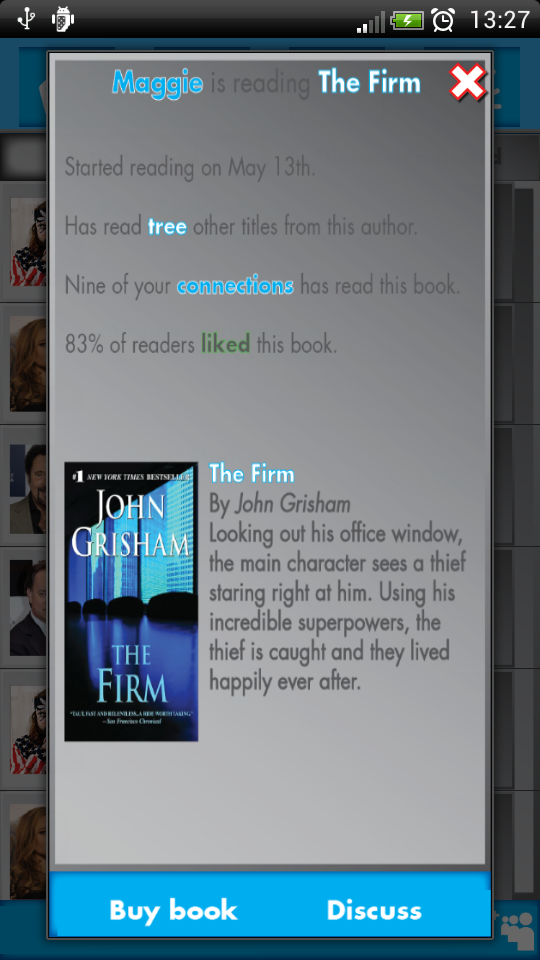 13:27
Maggie is reading The Firm
Started reading on May 13th.
Has read tree other titles from this author.
Nine of your connections has read this book.
83% of readers liked this book.
#1 NEW YORK TIMES BESTSELLER
JOHN
GRISHAM
THE
FIRM
"TAUT, FAST AND RELENTLESS...A RIDE WORTH TAKING."
—San Francisco Chronicle
The Firm
By John Grisham
Looking out his office window,
the main character sees a thief
staring right at him. Using his
incredible superpowers, the
thief is caught and they lived
happily ever after.
Buy book
Discuss